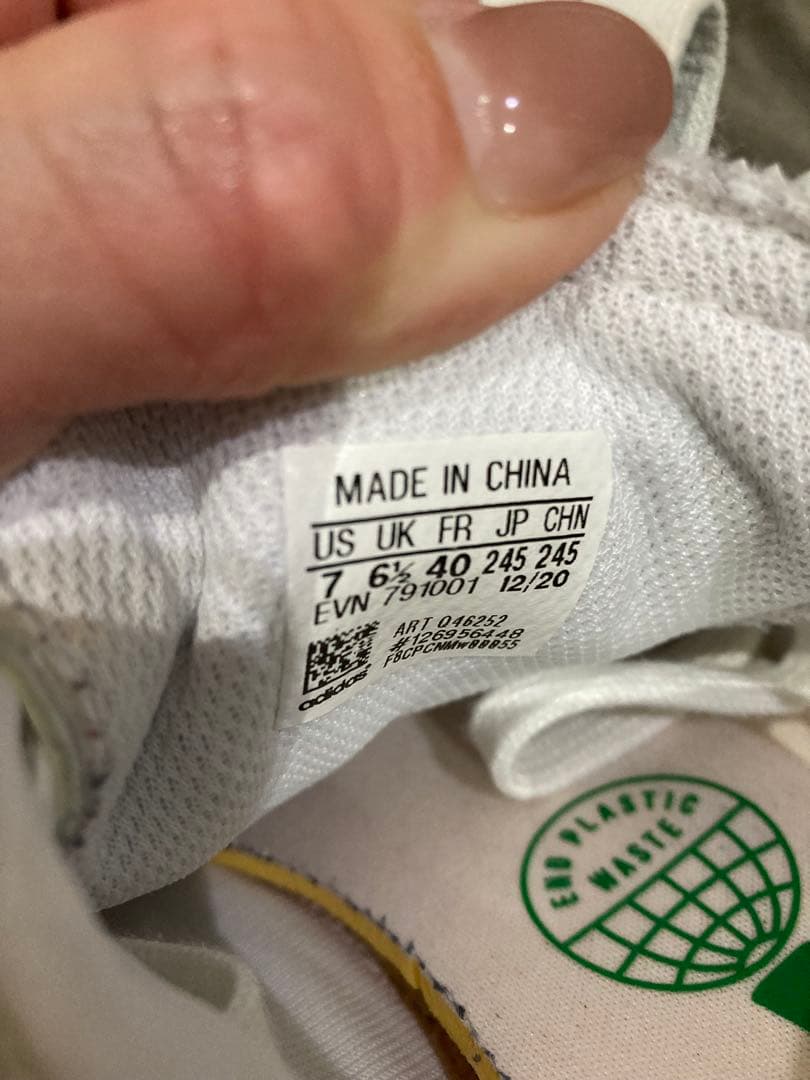 MADE IN CHINA
US UK FR JP CHN
7 6½ 40 245 245
EVN 791001 12/20
ART Q46252
#126956448
F8CPCNMw00055
adidas
END PLASTIC
WASTE